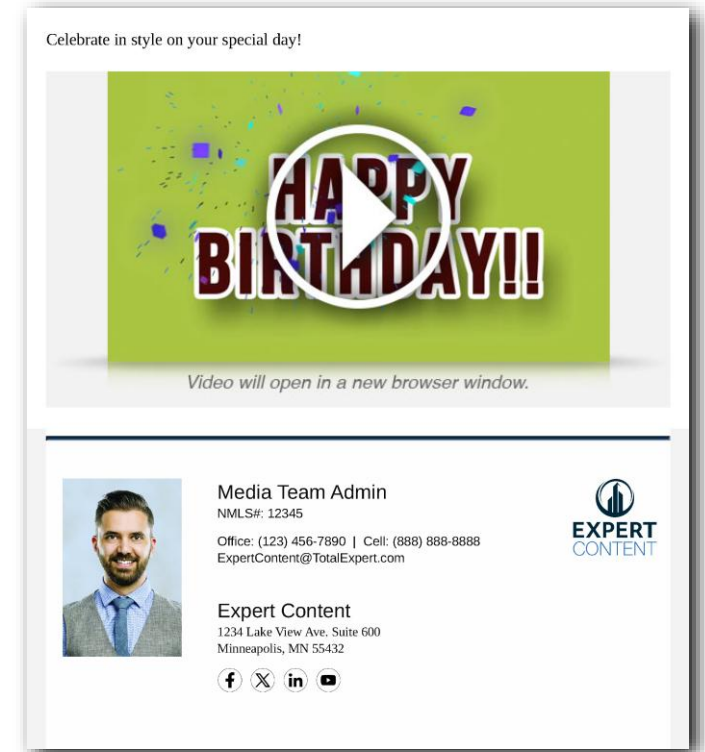 Celebrate in style on your special day!
HAPPY
BIRTHDAY!!
Video will open in a new browser window.
Media Team Admin
NMLS#: 12345
Office: (123) 456-7890 | Cell: (888) 888-8888
ExpertContent@TotalExpert.com
EXPERT
CONTENT
Expert Content
1234 Lake View Ave. Suite 600
Minneapolis, MN 55432